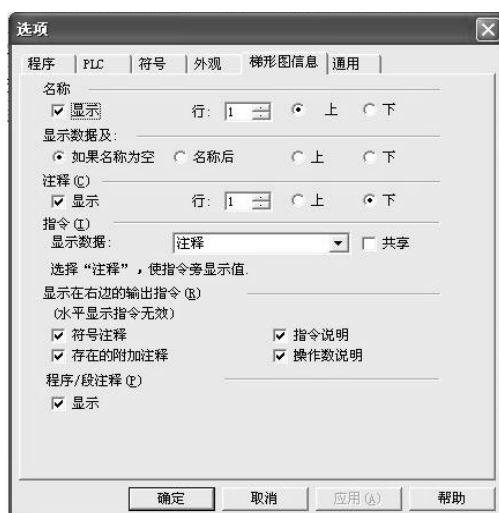 选项
程序 PLC 符号 外观 梯形图信息 通用
名称
显示 行: 1 上 下
显示数据及:
如果名称为空 名称后 上 下
注释(C)
显示 行: 1 上 下
指令(I)
显示数据: 注释 共享
选择“注释”，使指令旁显示值.
显示在右边的输出指令(R)
(水平显示指令无效)
符号注释 指令说明
存在的附加注释 操作数说明
程序/段注释(P)
显示
确定 取消 应用(A) 帮助